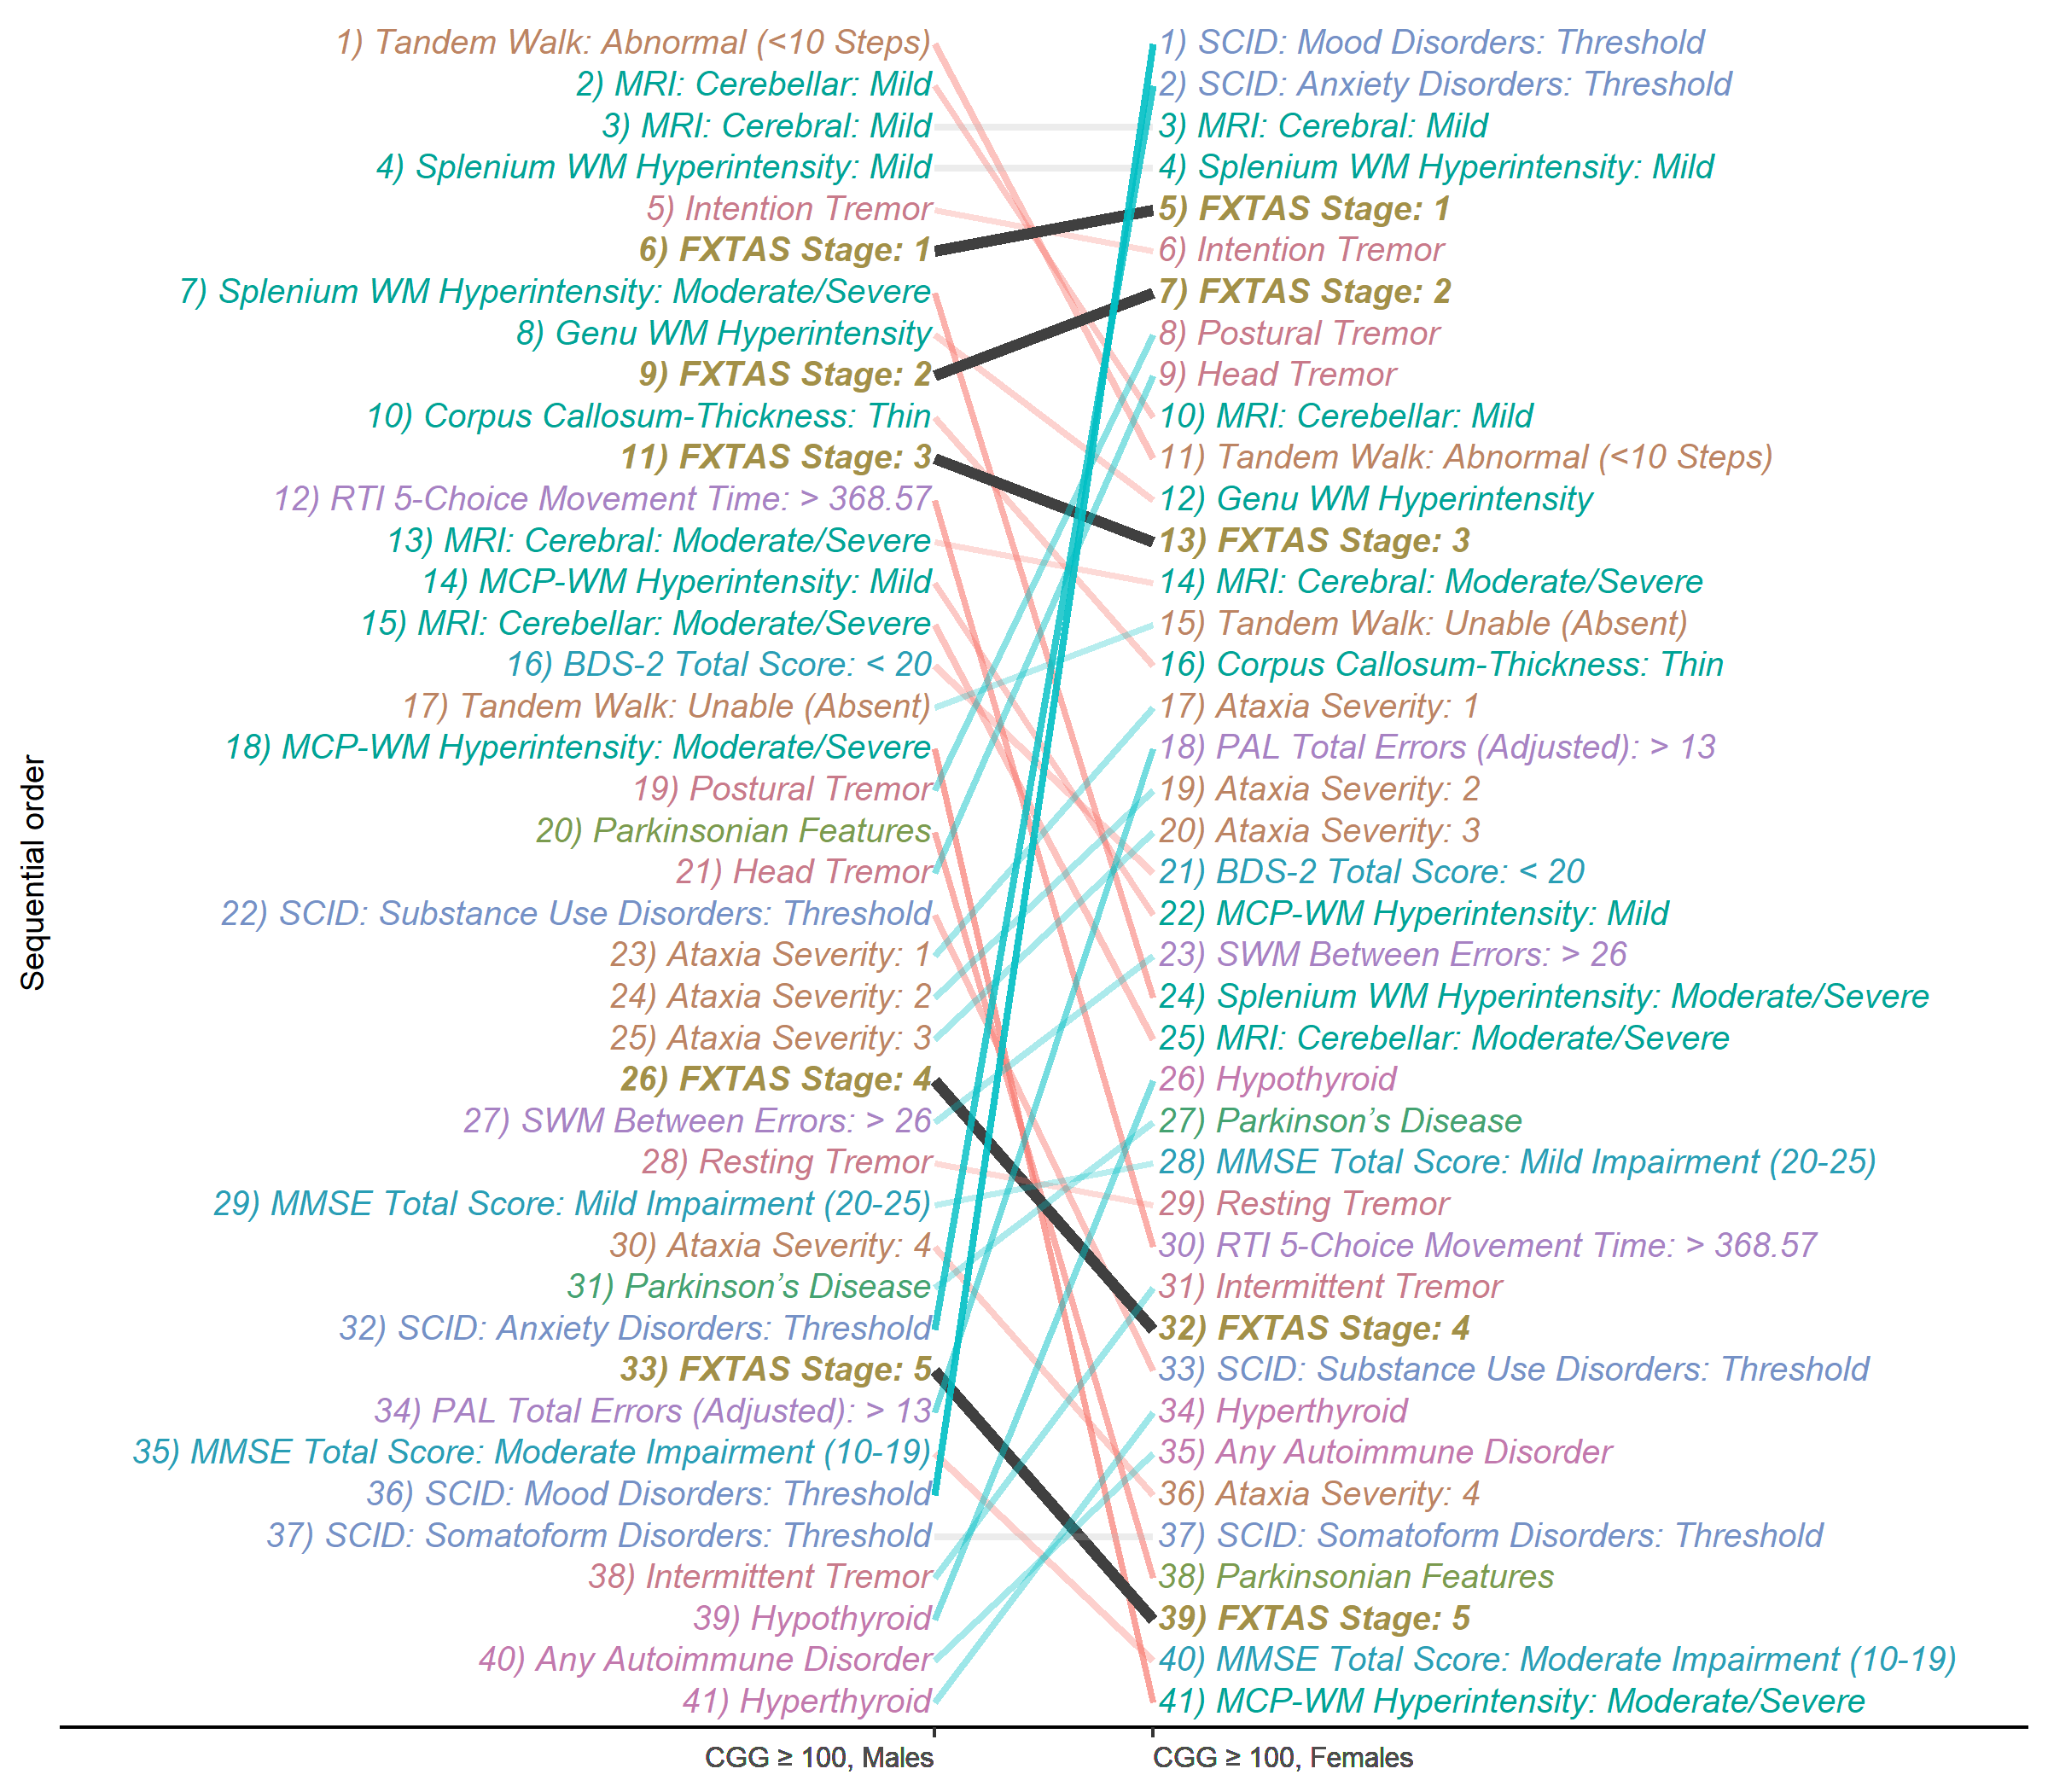 Sequential order
1) Tandem Walk: Abnormal (<10 Steps)
2) MRI: Cerebellar: Mild
3) MRI: Cerebral: Mild
4) Splenium WM Hyperintensity: Mild
5) Intention Tremor
6) FXTAS Stage: 1
7) Splenium WM Hyperintensity: Moderate/Severe
8) Genu WM Hyperintensity
9) FXTAS Stage: 2
10) Corpus Callosum-Thickness: Thin
11) FXTAS Stage: 3
12) RTI 5-Choice Movement Time: > 368.57
13) MRI: Cerebral: Moderate/Severe
14) MCP-WM Hyperintensity: Mild
15) MRI: Cerebellar: Moderate/Severe
16) BDS-2 Total Score: < 20
17) Tandem Walk: Unable (Absent)
18) MCP-WM Hyperintensity: Moderate/Severe
19) Postural Tremor
20) Parkinsonian Features
21) Head Tremor
22) SCID: Substance Use Disorders: Threshold
23) Ataxia Severity: 1
24) Ataxia Severity: 2
25) Ataxia Severity: 3
26) FXTAS Stage: 4
27) SWM Between Errors: > 26
28) Resting Tremor
29) MMSE Total Score: Mild Impairment (20-25)
30) Ataxia Severity: 4
31) Parkinson’s Disease
32) SCID: Anxiety Disorders: Threshold
33) FXTAS Stage: 5
34) PAL Total Errors (Adjusted): > 13
35) MMSE Total Score: Moderate Impairment (10-19)
36) SCID: Mood Disorders: Threshold
37) SCID: Somatoform Disorders: Threshold
38) Intermittent Tremor
39) Hypothyroid
40) Any Autoimmune Disorder
41) Hyperthyroid
CGG ≥ 100, Males
1) SCID: Mood Disorders: Threshold
2) SCID: Anxiety Disorders: Threshold
3) MRI: Cerebral: Mild
4) Splenium WM Hyperintensity: Mild
5) FXTAS Stage: 1
6) Intention Tremor
7) FXTAS Stage: 2
8) Postural Tremor
9) Head Tremor
10) MRI: Cerebellar: Mild
11) Tandem Walk: Abnormal (<10 Steps)
12) Genu WM Hyperintensity
13) FXTAS Stage: 3
14) MRI: Cerebral: Moderate/Severe
15) Tandem Walk: Unable (Absent)
16) Corpus Callosum-Thickness: Thin
17) Ataxia Severity: 1
18) PAL Total Errors (Adjusted): > 13
19) Ataxia Severity: 2
20) Ataxia Severity: 3
21) BDS-2 Total Score: < 20
22) MCP-WM Hyperintensity: Mild
23) SWM Between Errors: > 26
24) Splenium WM Hyperintensity: Moderate/Severe
25) MRI: Cerebellar: Moderate/Severe
26) Hypothyroid
27) Parkinson’s Disease
28) MMSE Total Score: Mild Impairment (20-25)
29) Resting Tremor
30) RTI 5-Choice Movement Time: > 368.57
31) Intermittent Tremor
32) FXTAS Stage: 4
33) SCID: Substance Use Disorders: Threshold
34) Hyperthyroid
35) Any Autoimmune Disorder
36) Ataxia Severity: 4
37) SCID: Somatoform Disorders: Threshold
38) Parkinsonian Features
39) FXTAS Stage: 5
40) MMSE Total Score: Moderate Impairment (10-19)
41) MCP-WM Hyperintensity: Moderate/Severe
CGG ≥ 100, Females